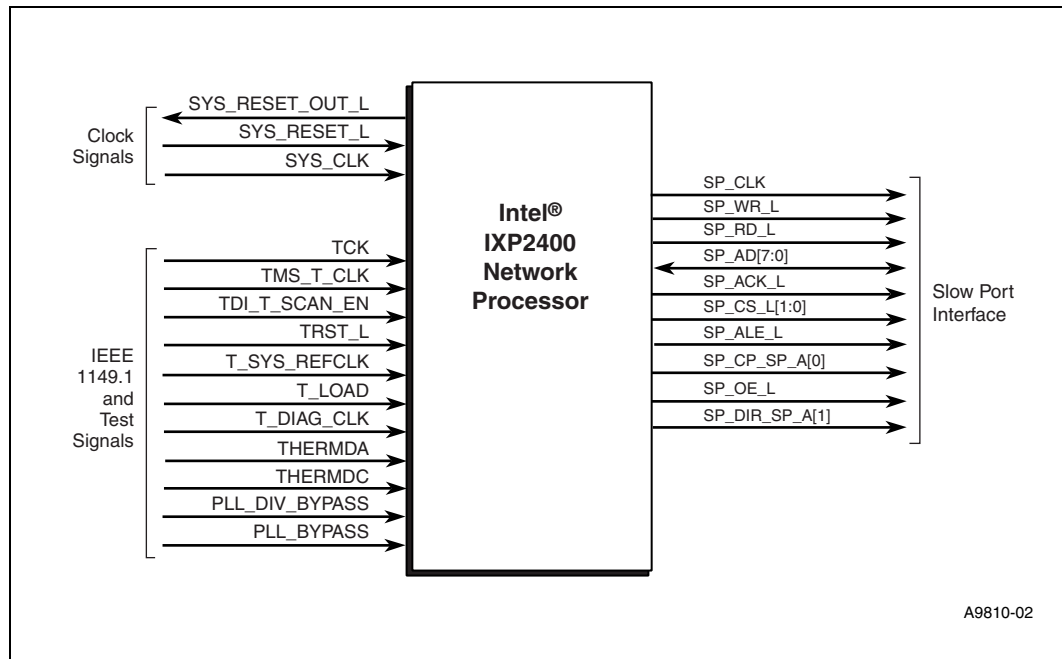 Clock
Signals
SYS_RESET_OUT_L
SYS_RESET_L
SYS_CLK
IEEE
1149.1
and
Test
Signals
TCK
TMS_T_CLK
TDI_T_SCAN_EN
TRST_L
T_SYS_REFCLK
T_LOAD
T_DIAG_CLK
THERMDA
THERMDC
PLL_DIV_BYPASS
PLL_BYPASS
Intel®
IXP2400
Network
Processor
SP_CLK
SP_WR_L
SP_RD_L
SP_AD[7:0]
SP_ACK_L
SP_CS_L[1:0]
SP_ALE_L
SP_CP_SP_A[0]
SP_OE_L
SP_DIR_SP_A[1]
Slow Port
Interface
A9810-02